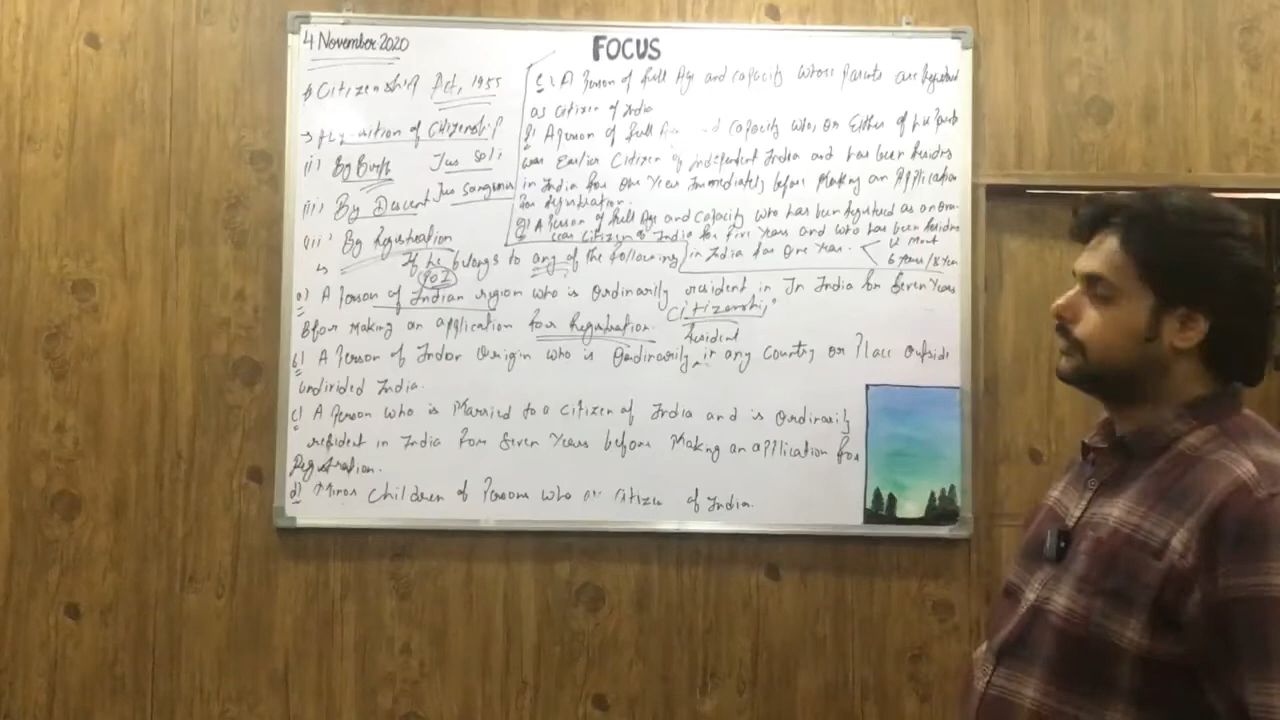 4 November 2020
FOCUS
Citizenship Act, 1955
uition of Citizenship
(i) By Birth Jus Soli
(ii) By Descent Jus Sanguinis
(iii) By Registration
If he belongs to any of the following
POI
a) A Person of Indian region who is Ordinarily resident in In India for Seven Years
Citizenship
Before Making an application for Registration.
Resident
b) A Person of Indian Origin who is Ordinarily in any Country or Place outside
undivided India.
c) A Person who is Married to a Citizen of India and is Ordinarily
resident in India for Seven Years before Making an application for
Registration.
d) Minor Children of Persons who are Citizen of India.
A Person of full Age and capacity whose Parents are Registered
as Citizen of India
A Person of full Age and Capacity who, or Either of his Parents
was Earlier Citizen of Independent India and has been Residing
in India for One Year Immediately before Making an Application
for Registration.
g) A Person of full Age and Capacity who has been Registered as an Overseas
Citizen of India for five Years and who has been Residing
in India for One Year.
12 Mont